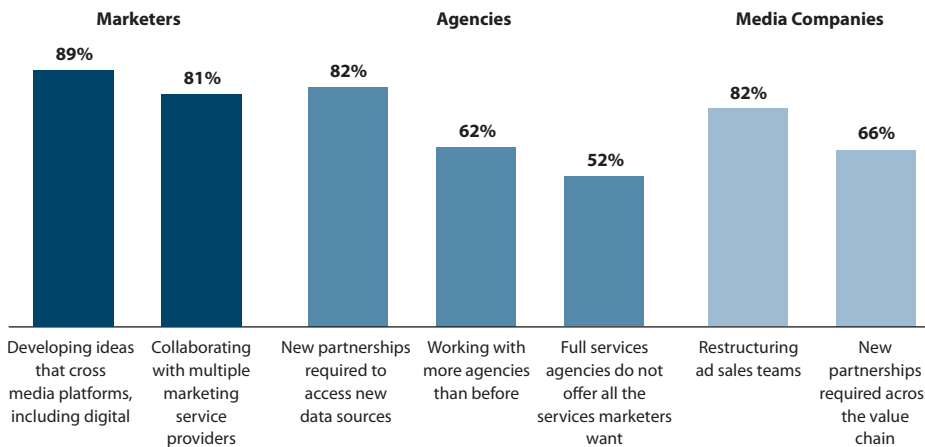 Marketers
Agencies
Media Companies
89%
81%
82%
62%
52%
82%
66%
Developing ideas
that cross
media platforms,
including digital
Collaborating
with multiple
marketing
service
providers
New partnerships
required to
access new
data sources
Working with
more agencies
than before
Full services
agencies do not
offer all the
services marketers
want
Restructuring
ad sales teams
New
partnerships
required across
the value
chain